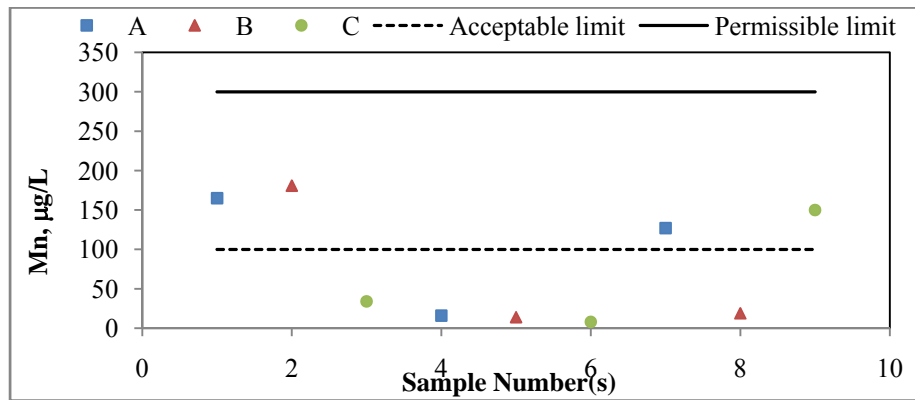 A B C Acceptable limit Permissible limit
350
300
250
200
150
100
50
0
Mn, µg/L
0 2 4 6 8 10
Sample Number(s)